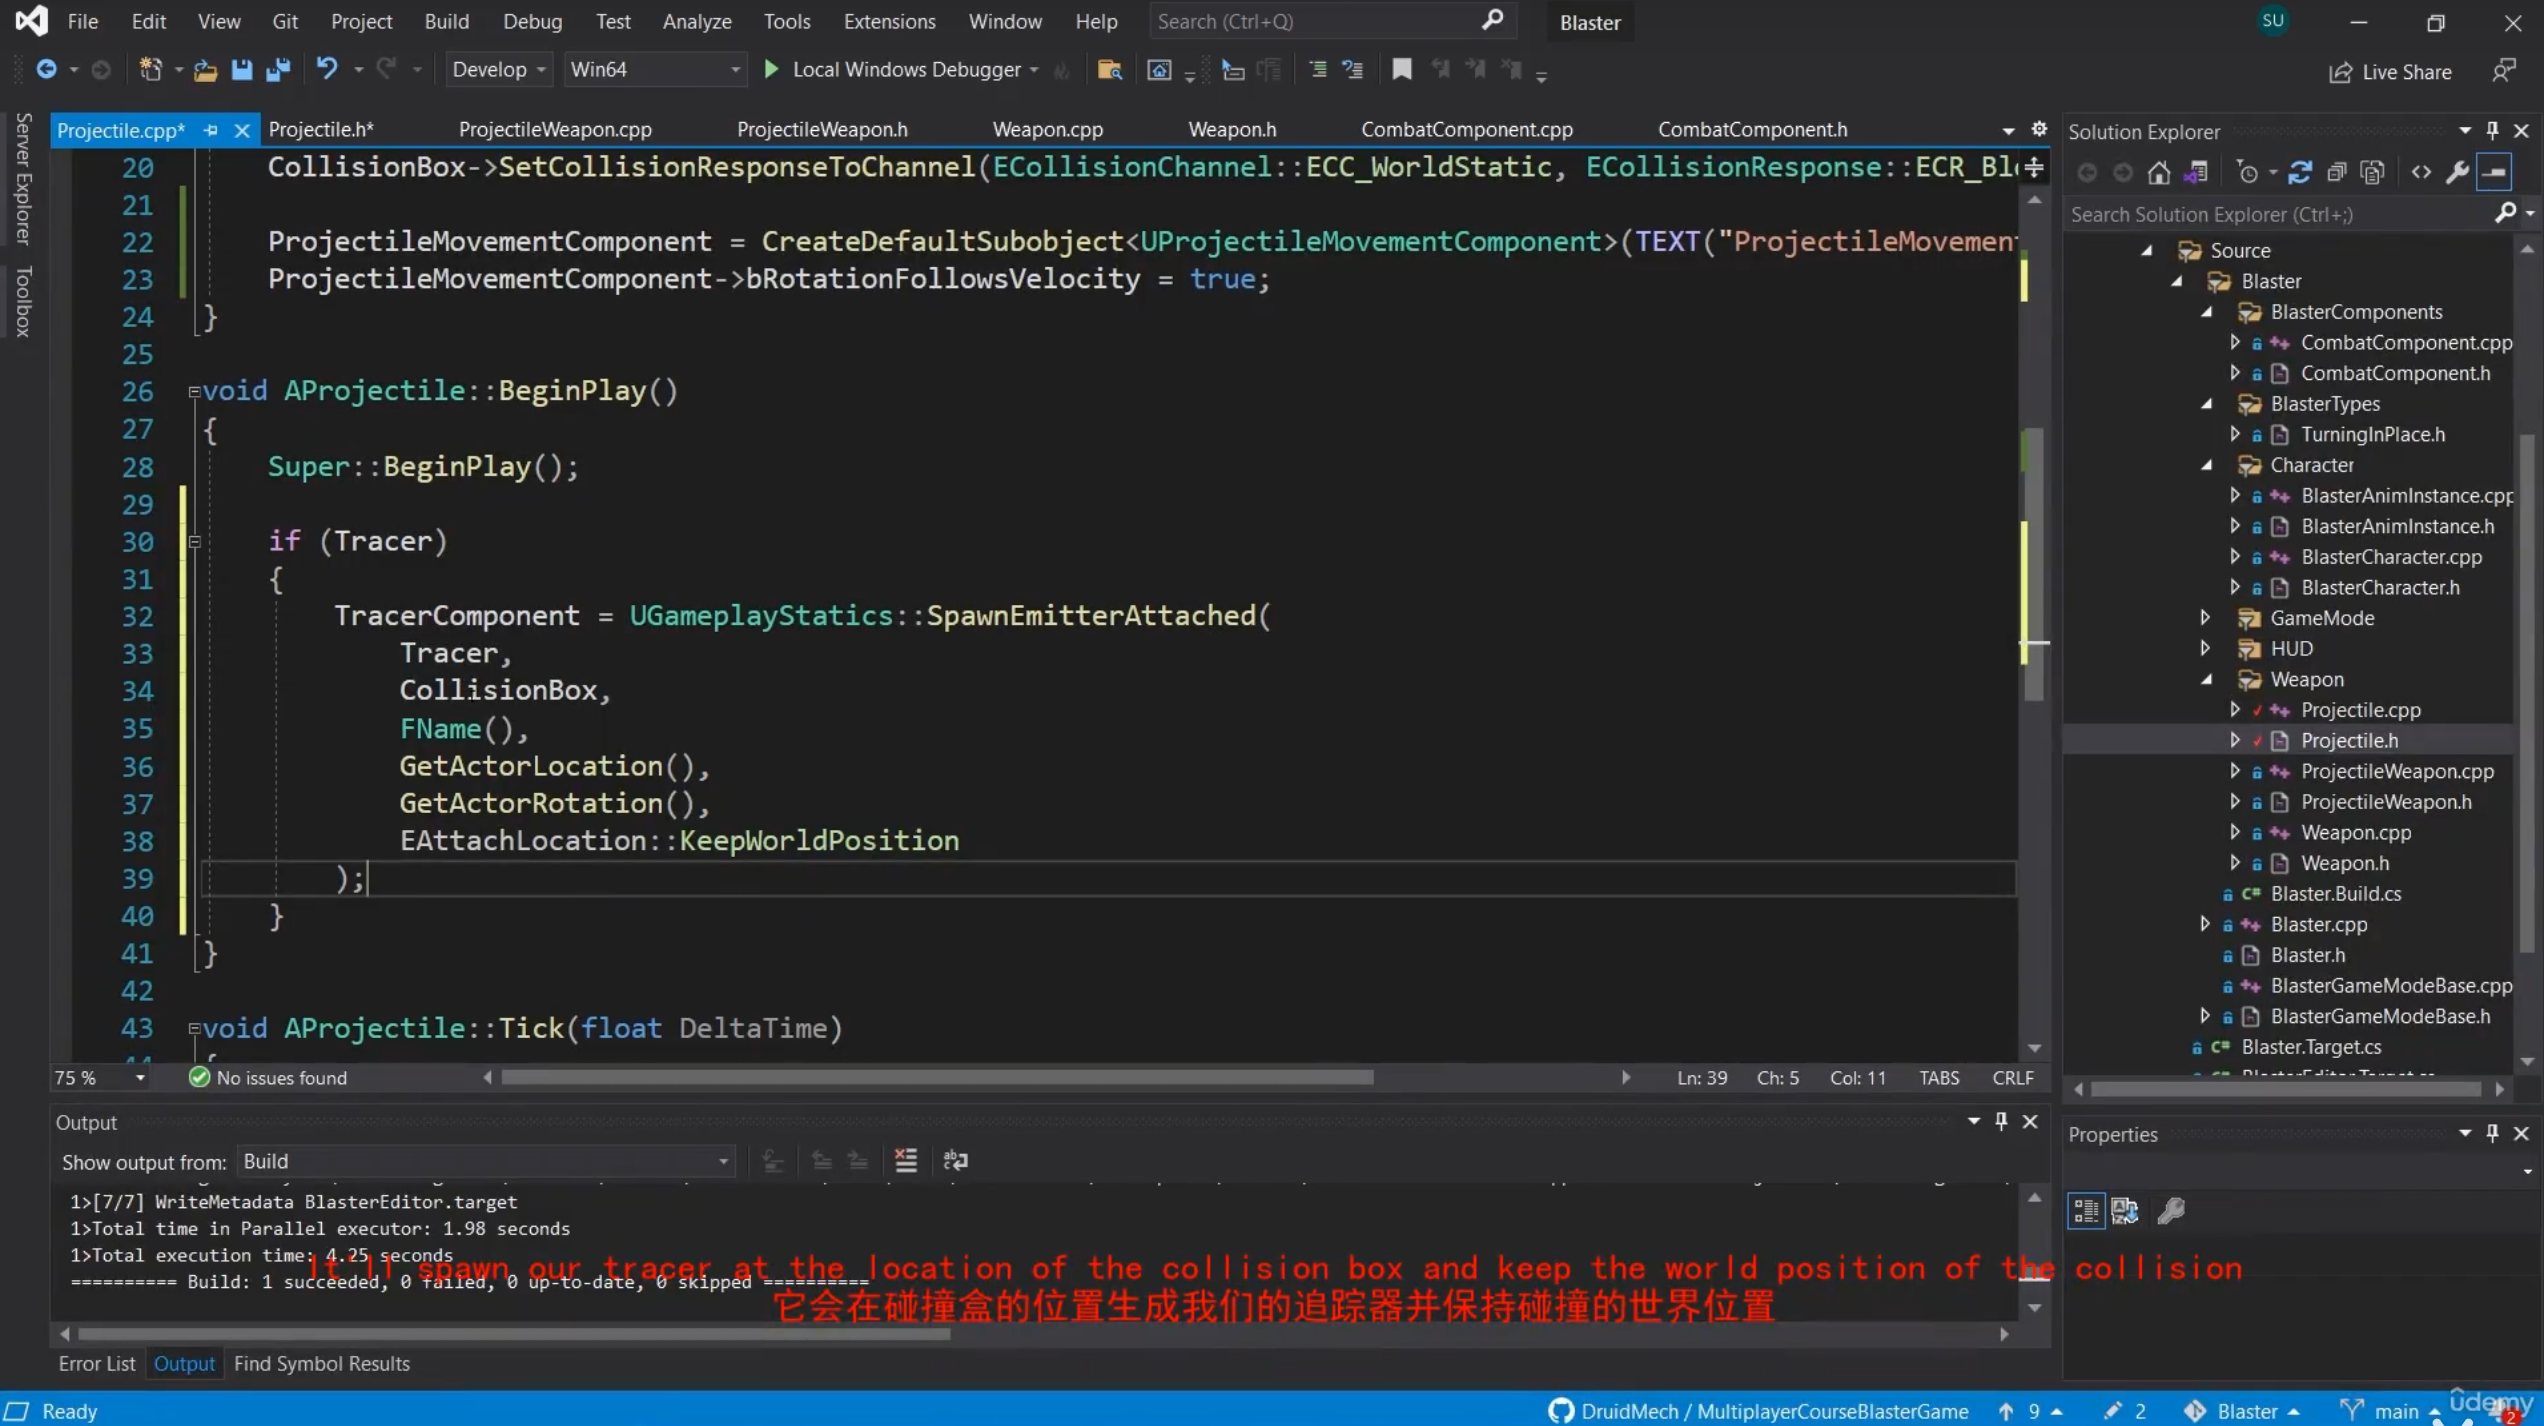 File Edit View Git Project Build Debug Test Analyze Tools Extensions Window Help Search (Ctrl+Q) Blaster SU
Develop Win64 Local Windows Debugger Live Share
Server Explorer
Toolbox
Projectile.cpp* Projectile.h* ProjectileWeapon.cpp ProjectileWeapon.h Weapon.cpp Weapon.h CombatComponent.cpp CombatComponent.h
20 CollisionBox->SetCollisionResponseToChannel(ECollisionChannel::ECC_WorldStatic, ECollisionResponse::ECR_Blo
21
22 ProjectileMovementComponent = CreateDefaultSubobject<UProjectileMovementComponent>(TEXT("ProjectileMovemen
23 ProjectileMovementComponent->bRotationFollowsVelocity = true;
24 }
25
26 void AProjectile::BeginPlay()
27 {
28 Super::BeginPlay();
29
30 if (Tracer)
31 {
32 TracerComponent = UGameplayStatics::SpawnEmitterAttached(
33 Tracer,
34 CollisionBox,
35 FName(),
36 GetActorLocation(),
37 GetActorRotation(),
38 EAttachLocation::KeepWorldPosition
39 );
40 }
41 }
42
43 void AProjectile::Tick(float DeltaTime)
44 {
75 % No issues found Ln: 39 Ch: 5 Col: 11 TABS CRLF
Output
Show output from: Build
1>[7/7] WriteMetadata BlasterEditor.target
1>Total time in Parallel executor: 1.98 seconds
1>Total execution time: 4.25 seconds
========== Build: 1 succeeded, 0 failed, 0 up-to-date, 0 skipped ==========
it'll spawn our tracer at the location of the collision box and keep the world position of the collision
它会在碰撞盒的位置生成我们的追踪器并保持碰撞的世界位置
Error List Output Find Symbol Results
Solution Explorer
Search Solution Explorer (Ctrl+;)
Source
Blaster
BlasterComponents
CombatComponent.cpp
CombatComponent.h
BlasterTypes
TurningInPlace.h
Character
BlasterAnimInstance.cpp
BlasterAnimInstance.h
BlasterCharacter.cpp
BlasterCharacter.h
GameMode
HUD
Weapon
Projectile.cpp
Projectile.h
ProjectileWeapon.cpp
ProjectileWeapon.h
Weapon.cpp
Weapon.h
Blaster.Build.cs
Blaster.cpp
Blaster.h
BlasterGameModeBase.cpp
BlasterGameModeBase.h
Blaster.Target.cs
BlasterEditor.Target.cs
Properties
Ready DruidMech / MultiplayerCourseBlasterGame 9 2 Blaster main 2
ûdemy